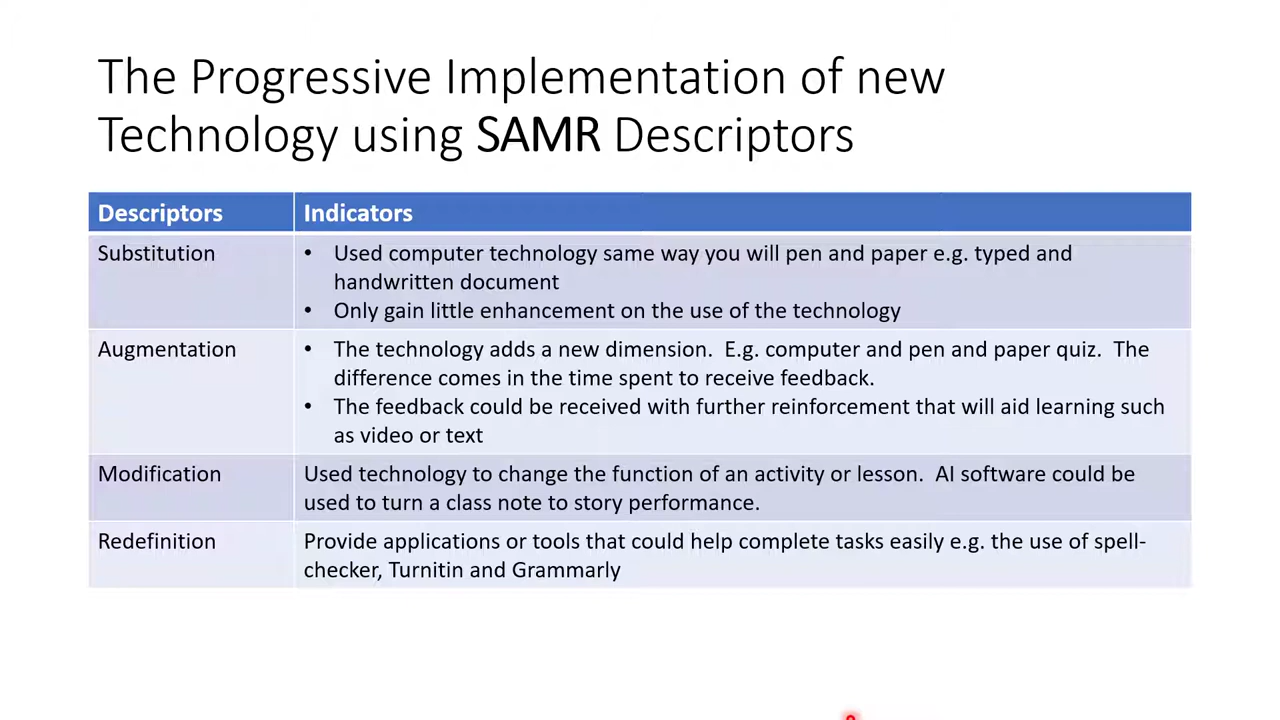 The Progressive Implementation of new
Technology using SAMR Descriptors
Descriptors Indicators
Substitution
• Used computer technology same way you will pen and paper e.g. typed and
handwritten document
• Only gain little enhancement on the use of the technology
Augmentation
• The technology adds a new dimension. E.g. computer and pen and paper quiz. The
difference comes in the time spent to receive feedback.
• The feedback could be received with further reinforcement that will aid learning such
as video or text
Modification
Used technology to change the function of an activity or lesson. AI software could be
used to turn a class note to story performance.
Redefinition
Provide applications or tools that could help complete tasks easily e.g. the use of spell-
checker, Turnitin and Grammarly